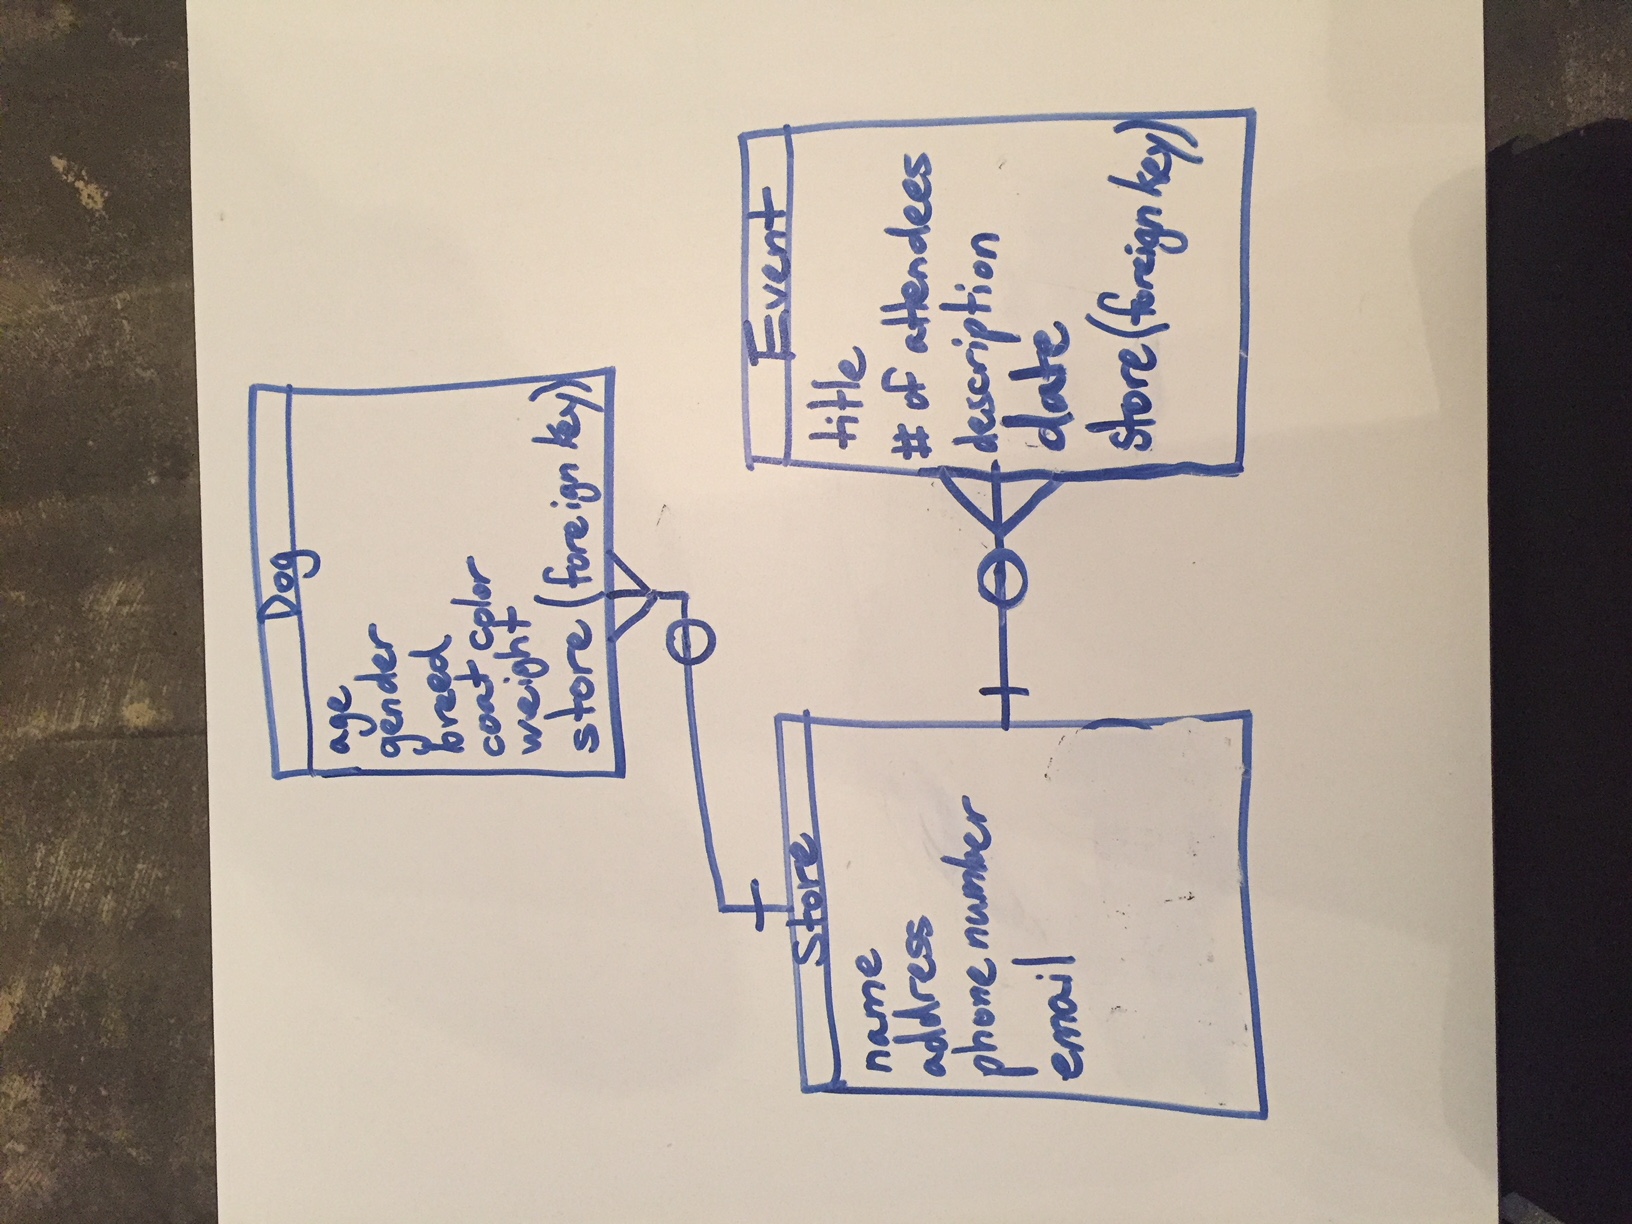 Dog
age
gender
breed
coat color
weight
store (foreign key)
Store
name
address
phone number
email
Event
title
# of attendees
description
date
store (foreign key)